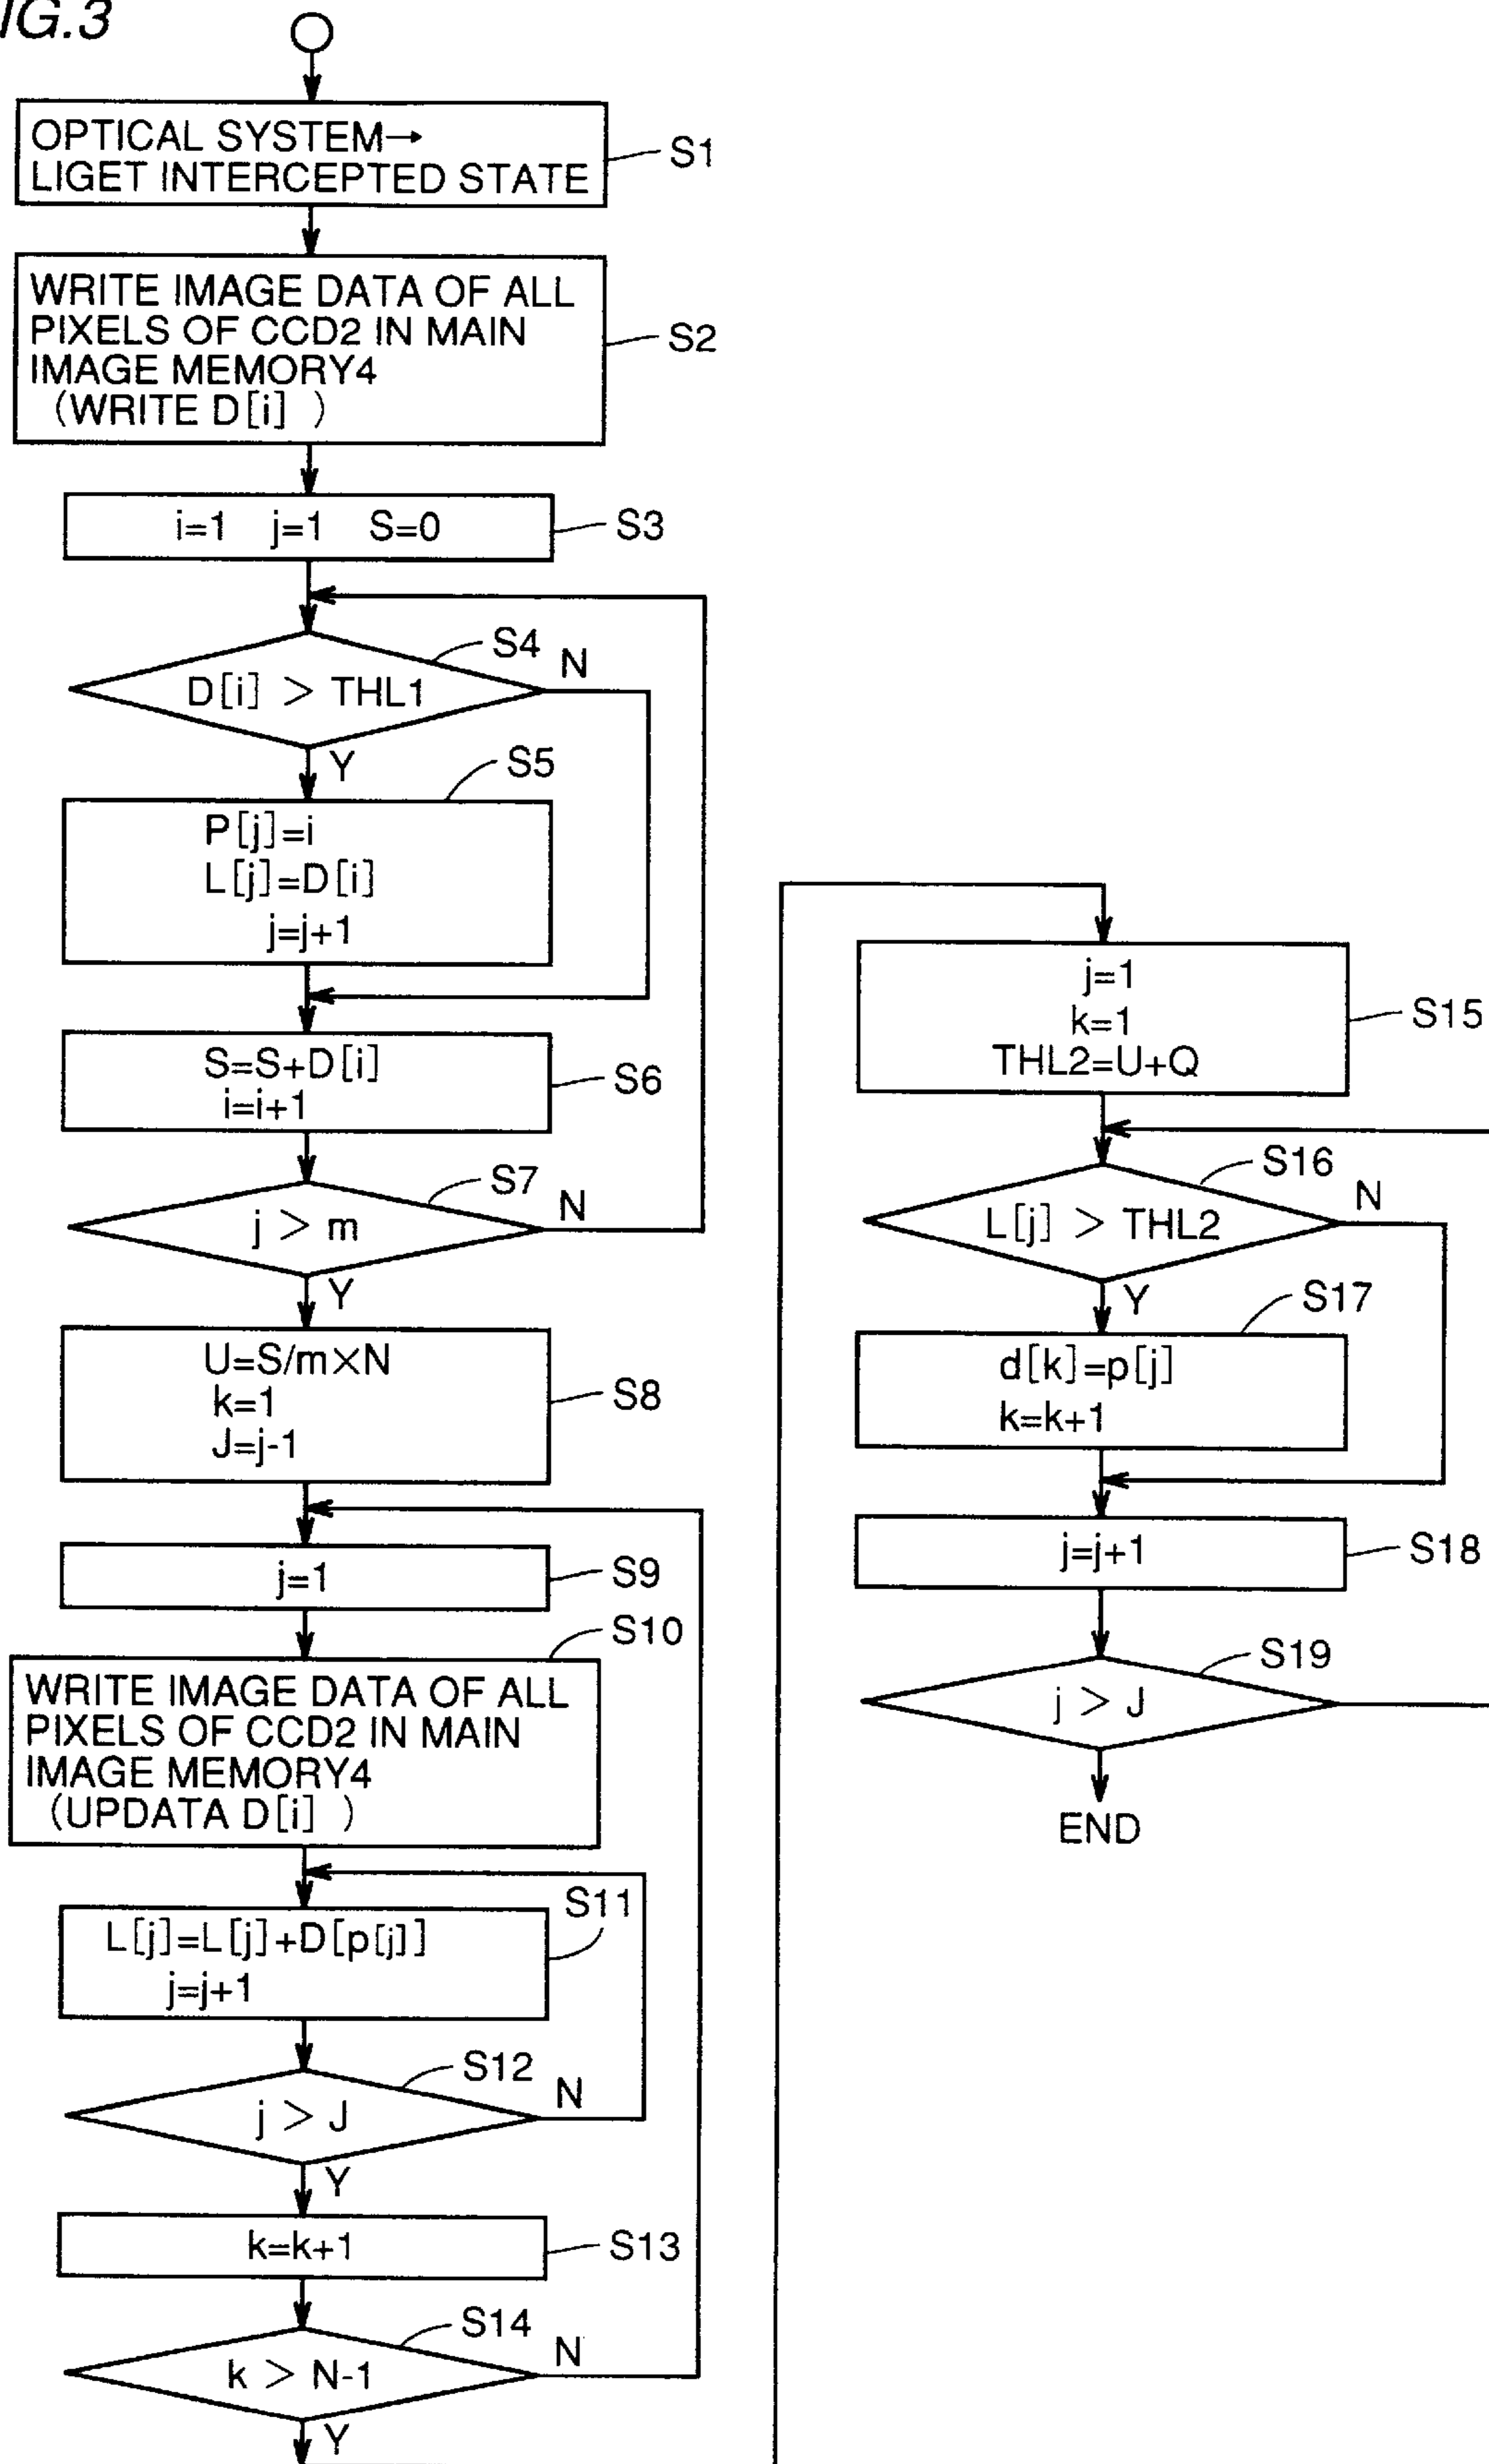 IG.3
OPTICAL SYSTEM→
LIGET INTERCEPTED STATE
S1
WRITE IMAGE DATA OF ALL
PIXELS OF CCD2 IN MAIN
IMAGE MEMORY4
(WRITE D[i] )
S2
i=1 j=1 S=0
S3
S4
D[i] > THL1
N
Y
S5
P[j]=i
L[j]=D[i]
j=j+1
S=S+D[i]
i=i+1
S6
S7
j > m
N
Y
U=S/m×N
k=1
J=j-1
S8
j=1
S9
S10
WRITE IMAGE DATA OF ALL
PIXELS OF CCD2 IN MAIN
IMAGE MEMORY4
(UPDATA D[i] )
S11
L[j]=L[j]+D[p[j]]
j=j+1
S12
j > J
N
Y
k=k+1
S13
S14
k > N-1
N
Y
j=1
k=1
THL2=U+Q
S15
S16
L[j] > THL2
N
Y
S17
d[k]=p[j]
k=k+1
j=j+1
S18
S19
j > J
END